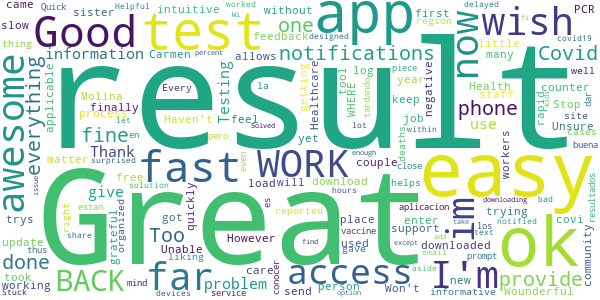 result
Great
app
test
easy
ok
Good
wish
fast
far
WORK
access
awesome
BACK
I'm
im
now
Covid
phone
notifications
everything
done
fine
one
Too
information
provide
Thank
give
problem
Testing
use
Carmen
sister
intuitive
without
first
region
came
Quick
Helpful
worked
Wi
delayed
PCR
slow
thing
feedback
designed
percent
allows
little
many
applicable
Molina
process
finally
Every
Haven't
feel
la
getting
Healthcare
tool
WHERE
tardando
log
year
piece
keep
job
negative
deaths
within
Health
staff
rapid
Stop
Unsure
counter
covid19
site
dar
well
cases
buena
workers
yet
matter
en
let
surprised
pero
Solved
lot
enough
close
closed
couple
load
will
download
helps
resultados
issue
trys
estan
solution
even
hours
free
quickly
downloading
bad
update
thus
share
right
organized
grateful
got
However
es
reported
vaccine
place
used
gave
support
enter
trying
downloaded
aplicacion
notified
covi
los
text
took
working
Stuck
mind
Unable
liking
devices
service
care
send
conocer
find
person
option
Won't
except
aside
email
add
take
new
prompt
informative
Wounderful
community